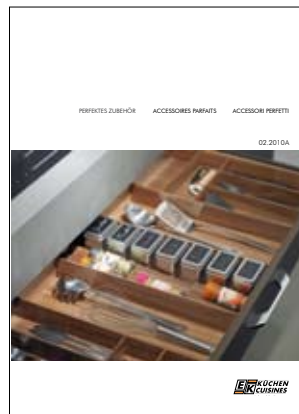 PERFEKTES ZUBEHÖR ACCESSOIRES PARFAITS ACCESSORI PERFETTI
02.2010A
EK KÜCHEN
CUISINES